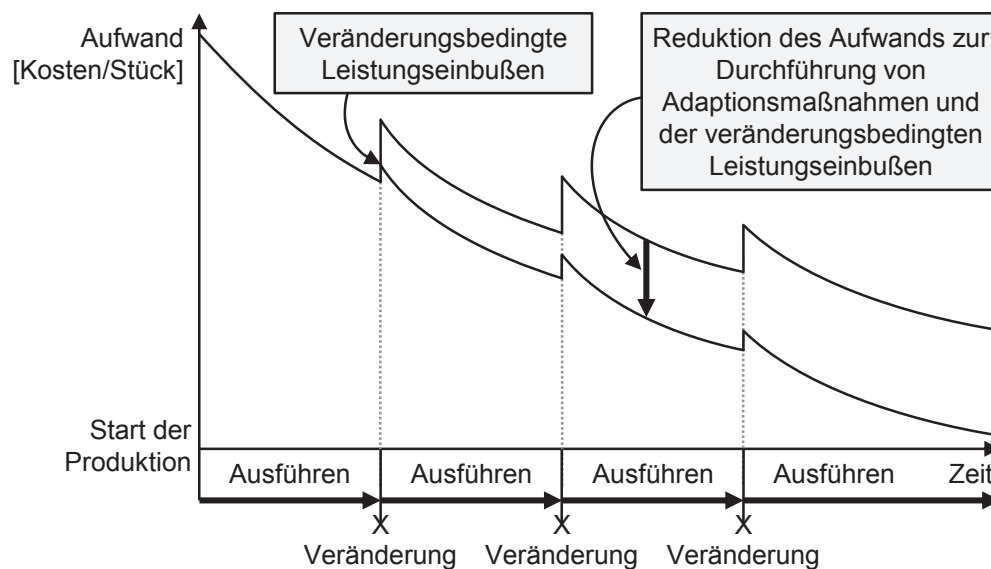 Aufwand
[Kosten/Stück]
Veränderungsbedingte
Leistungseinbußen
Reduktion des Aufwands zur
Durchführung von
Adaptionsmaßnahmen und
der veränderungsbedingten
Leistungseinbußen
Start der
Produktion
Ausführen
Ausführen
Ausführen
Ausführen
Zeit
X
X
X
Veränderung
Veränderung
Veränderung